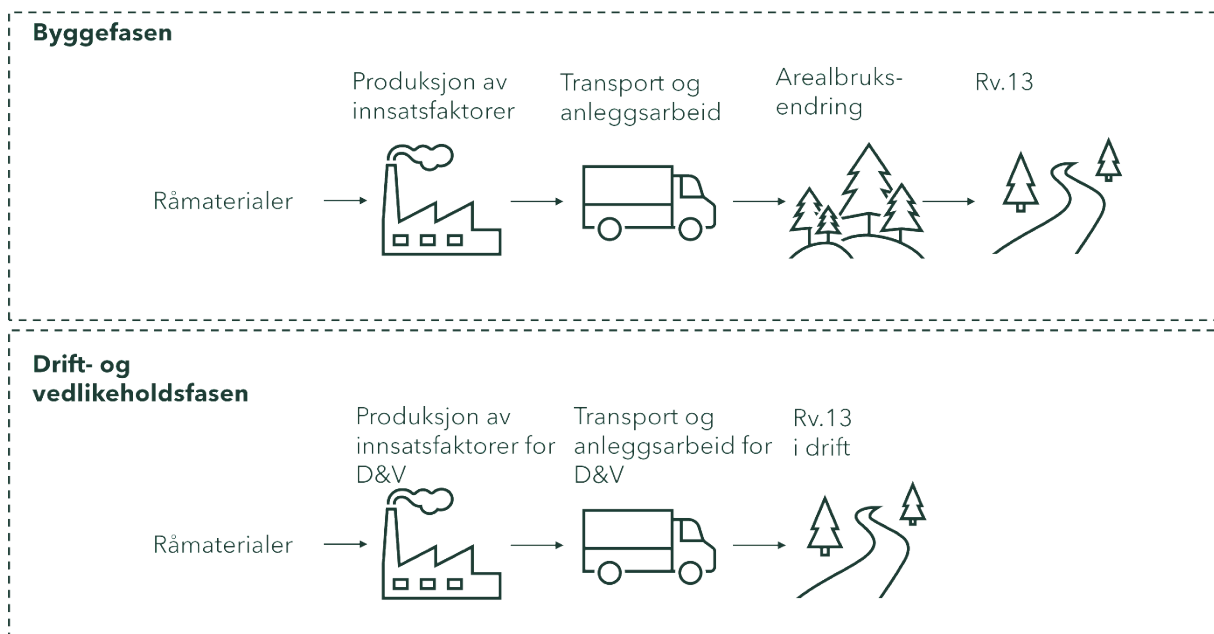 Byggefasen
Produksjon av
innsatsfaktorer
Transport og
anleggsarbeid
Arealbruks-
endring
Rv.13
Råmaterialer
Drift- og
vedlikeholdsfasen
Produksjon av
innsatsfaktorer for
D&V
Transport og
anleggsarbeid for
D&V
Rv.13
i drift
Råmaterialer